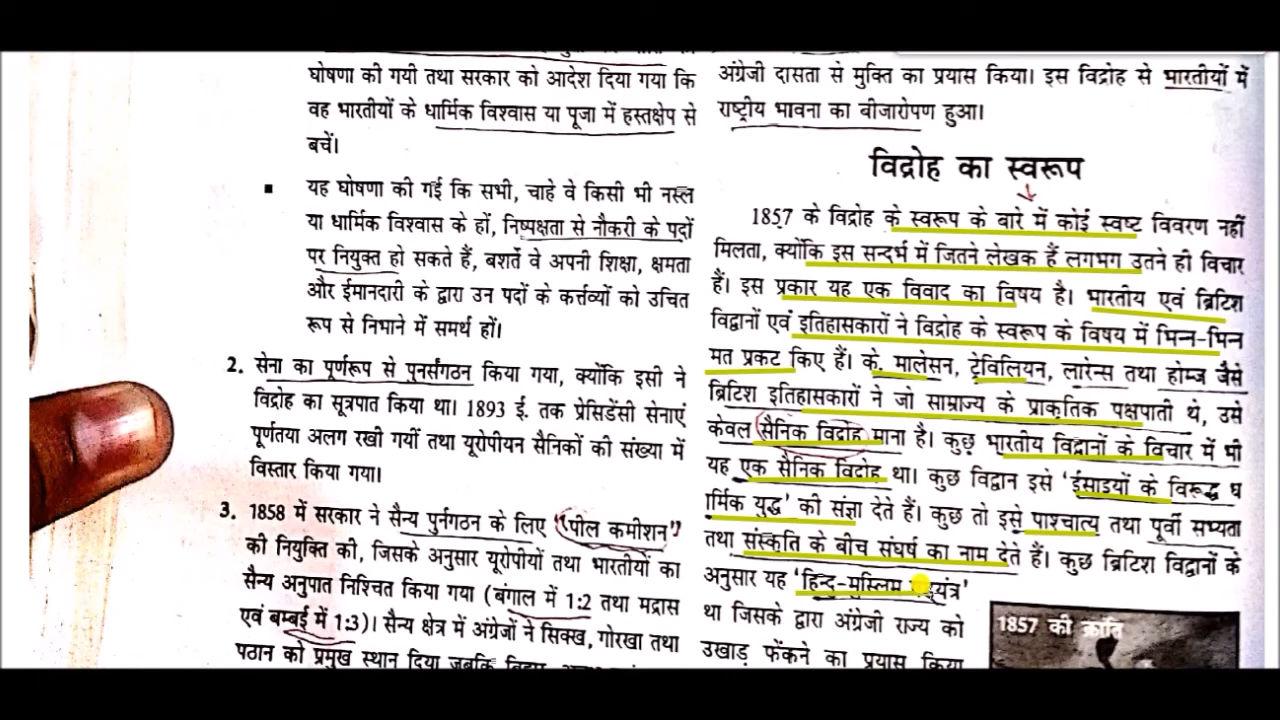 घोषणा की गयी तथा सरकार को आदेश दिया गया कि
वह भारतीयों के धार्मिक विश्वास या पूजा में हस्तक्षेप से
बचें।
▪ यह घोषणा की गई कि सभी, चाहे वे किसी भी नस्ल
या धार्मिक विश्वास के हों, निष्पक्षता से नौकरी के पदों
पर नियुक्त हो सकते हैं, बशर्ते वे अपनी शिक्षा, क्षमता
और ईमानदारी के द्वारा उन पदों के कर्त्तव्यों को उचित
रूप से निभाने में समर्थ हों।
2. सेना का पूर्णरूप से पुनर्संगठन किया गया, क्योंकि इसी ने
विद्रोह का सूत्रपात किया था। 1893 ई. तक प्रेसिडेंसी सेनाएं
पूर्णतया अलग रखी गयीं तथा यूरोपीयन सैनिकों की संख्या में
विस्तार किया गया।
3. 1858 में सरकार ने सैन्य पुर्नगठन के लिए "पील कमीशन"
की नियुक्ति की, जिसके अनुसार यूरोपीयों तथा भारतीयों का
सैन्य अनुपात निश्चित किया गया (बंगाल में 1:2 तथा मद्रास
एवं बम्बई में 1:3)। सैन्य क्षेत्र में अंग्रेजों ने सिक्ख, गोरखा तथा
पठान को प्रमुख स्थान दिया जबकि
अंग्रेजी दासता से मुक्ति का प्रयास किया। इस विद्रोह से भारतीयों में
राष्ट्रीय भावना का बीजारोपण हुआ।
विद्रोह का स्वरूप
1857 के विद्रोह के स्वरूप के बारे में कोई स्पष्ट विवरण नहीं
मिलता, क्योंकि इस सन्दर्भ में जितने लेखक हैं लगभग उतने ही विचार
हैं। इस प्रकार यह एक विवाद का विषय है। भारतीय एवं ब्रिटिश
विद्वानों एवं इतिहासकारों ने विद्रोह के स्वरूप के विषय में भिन्न-भिन्न
मत प्रकट किए हैं। के. मालेसन, ट्रेविलियन, लारेन्स तथा होम्ज जैसे
ब्रिटिश इतिहासकारों ने जो साम्राज्य के प्राकृतिक पक्षपाती थे, उसे
केवल सैनिक विद्रोह माना है। कुछ भारतीय विद्वानों के विचार में भी
यह एक सैनिक विद्रोह था। कुछ विद्वान इसे 'ईसाइयों के विरूद्ध ध
र्मिक युद्ध' की संज्ञा देते हैं। कुछ तो इसे पाश्चात्य तथा पूर्वी सभ्यता
तथा संस्कृति के बीच संघर्ष का नाम देते हैं। कुछ ब्रिटिश विद्वानों के
अनुसार यह 'हिन्दू-मुस्लिम
था जिसके द्वारा अंग्रेजी राज्य को
उखाड़ फेंकने का प्रयास किया
1857 की क्रांति